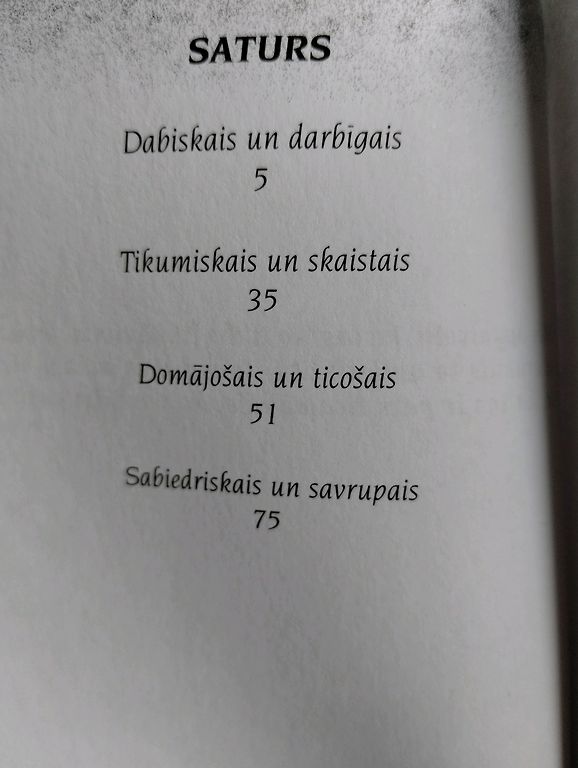 SATURS
Dabiskais un darbīgais
5
Tikumiskais un skaistais
35
Domājošais un ticošais
51
Sabiedriskais un savrupais
75